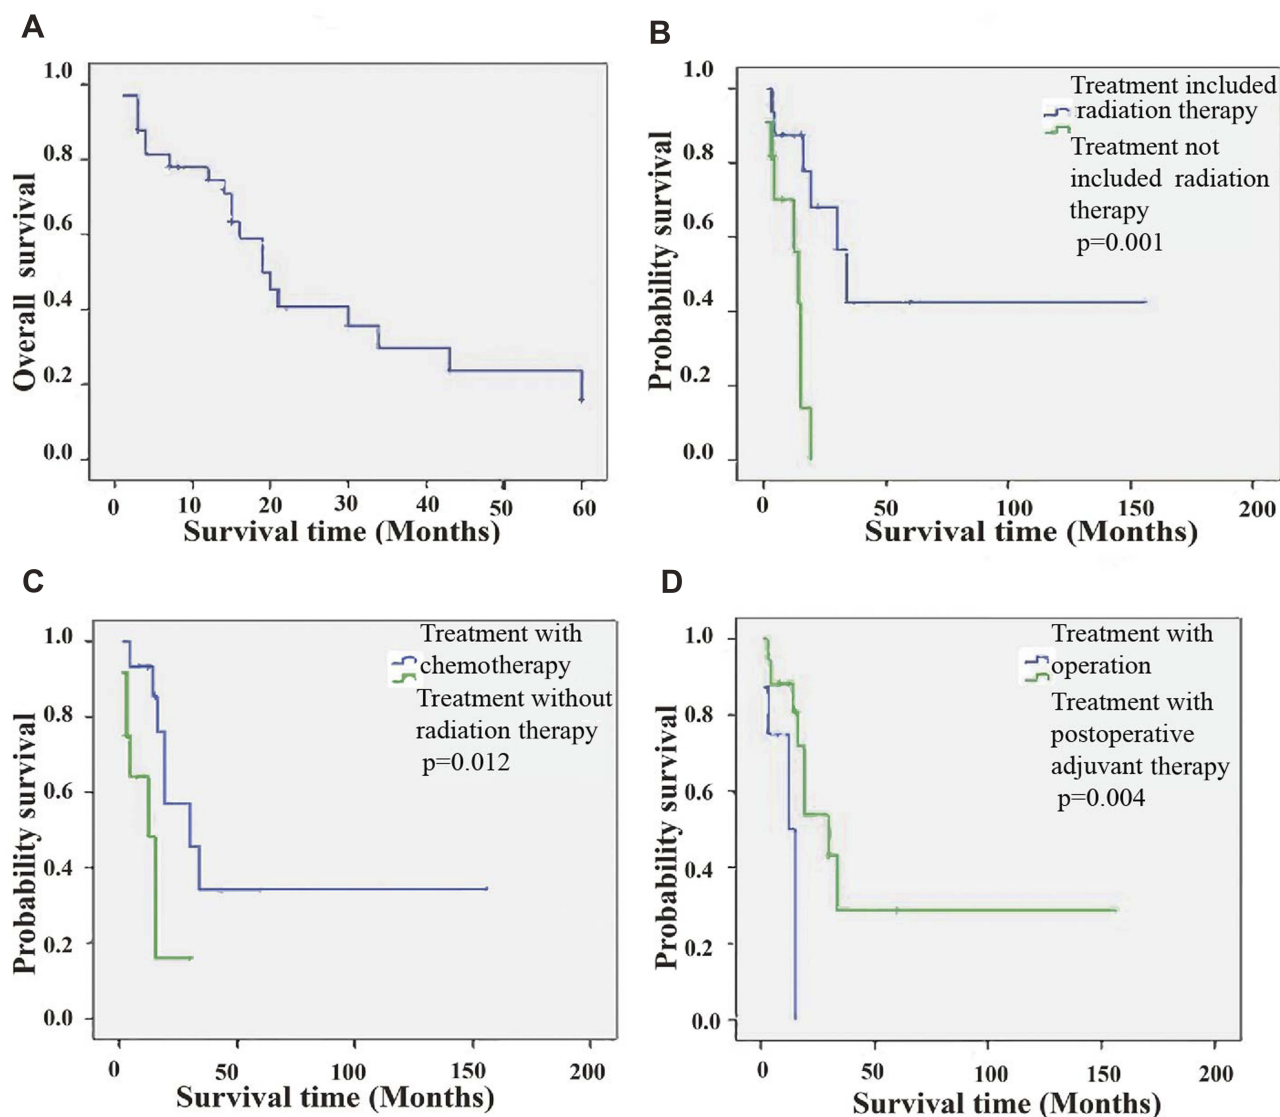 A
1.0
0.8
0.6
0.4
0.2
0.0
Overall survival
0 10 20 30 40 50 60
Survival time (Months)
B
1.0
0.8
0.6
0.4
0.2
0.0
Probability survival
Treatment included
radiation therapy
Treatment not
included radiation
therapy
p=0.001
0 50 100 150 200
Survival time (Months)
C
1.0
0.8
0.6
0.4
0.2
0.0
Probability survival
Treatment with
chemotherapy
Treatment without
radiation therapy
p=0.012
0 50 100 150 200
Survival time (Months)
D
1.0
0.8
0.6
0.4
0.2
0.0
Probability survival
Treatment with
operation
Treatment with
postoperative
adjuvant therapy
p=0.004
0 50 100 150 200
Survival time (Months)